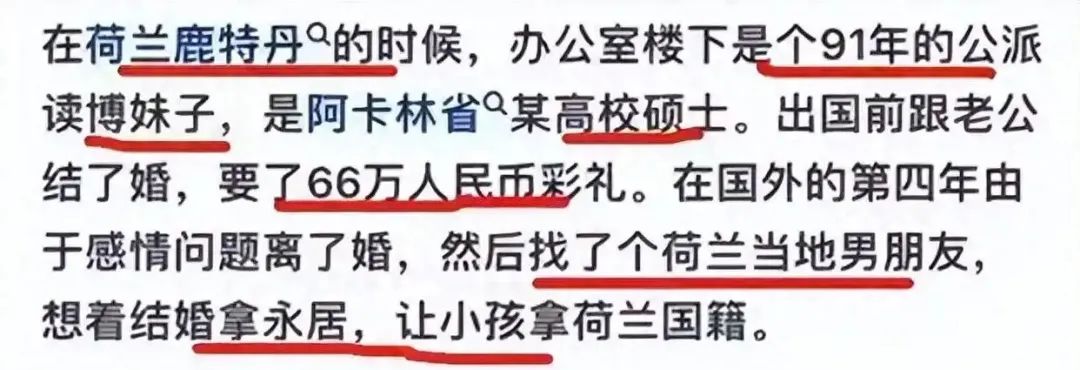 在荷兰鹿特丹的时候，办公室楼下是个91年的公派
读博妹子，是阿卡林省某高校硕士。出国前跟老公
结了婚，要了66万人民币彩礼。在国外的第四年由
于感情问题离了婚，然后找了个荷兰当地男朋友，
想着结婚拿永居，让小孩拿荷兰国籍。